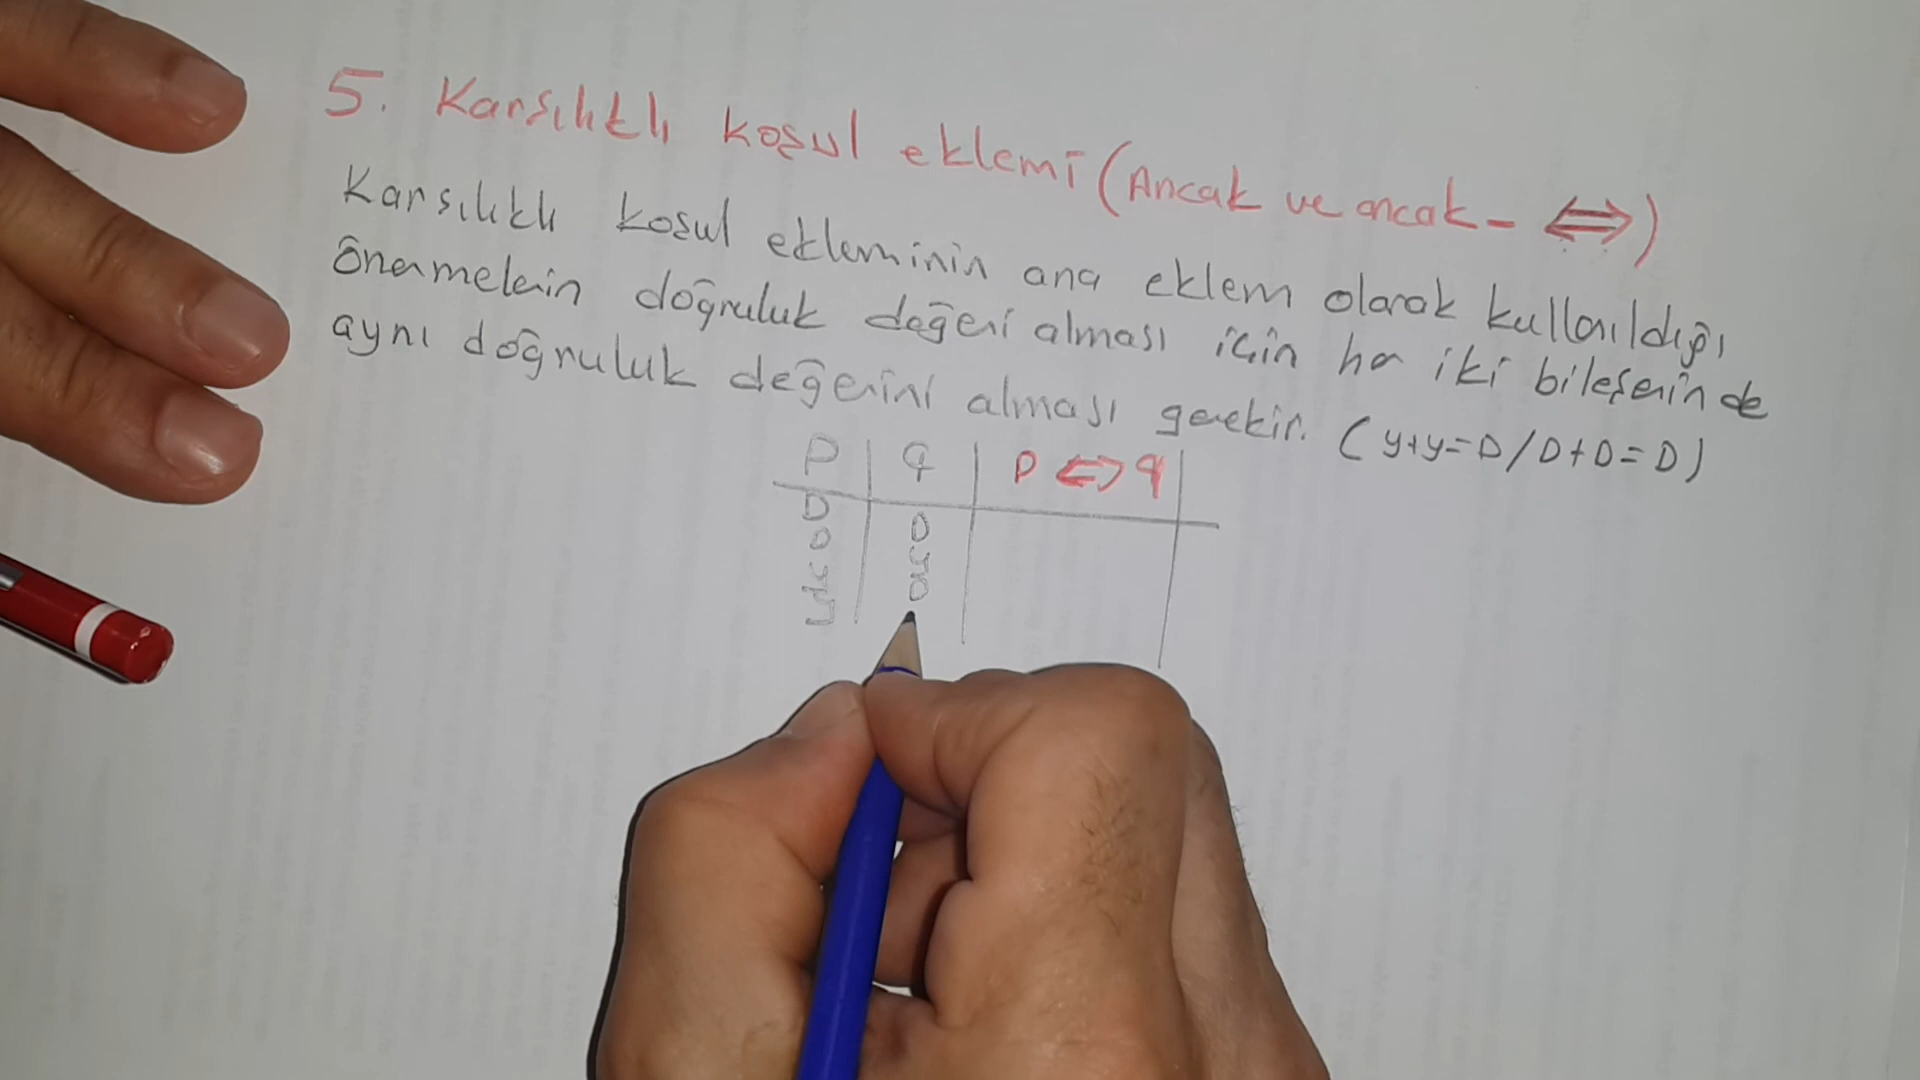 5. Karşılıklı koşul eklemi (Ancak ve ancak - ⇔)
Karşılıklı koşul ekleminin ana eklem olarak kullanıldığı
önermelerin doğruluk değeri alması için her iki bileşenin de
aynı doğruluk değerini alması gerekir. (y+y=D/D+D=D)
P q P ⇔ q
D D
D y
y D
y